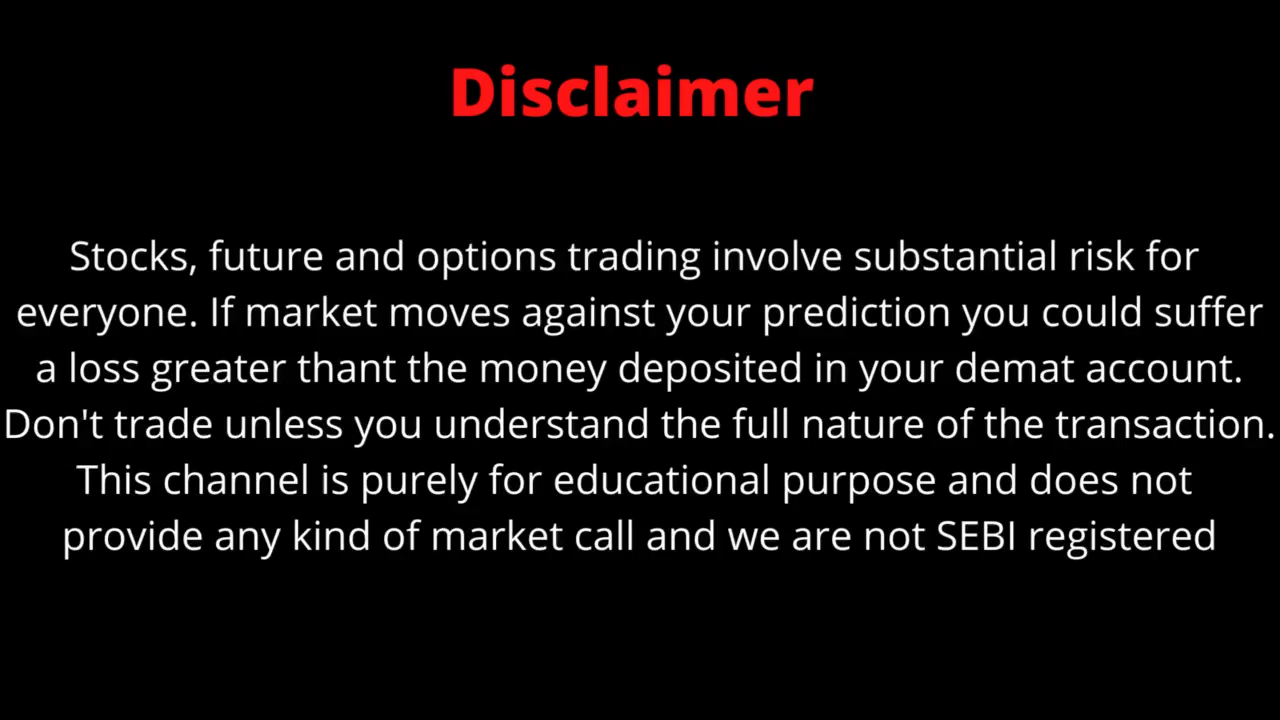 Disclaimer
Stocks, future and options trading involve substantial risk for
everyone. If market moves against your prediction you could suffer
a loss greater thant the money deposited in your demat account.
Don't trade unless you understand the full nature of the transaction.
This channel is purely for educational purpose and does not
provide any kind of market call and we are not SEBI registered